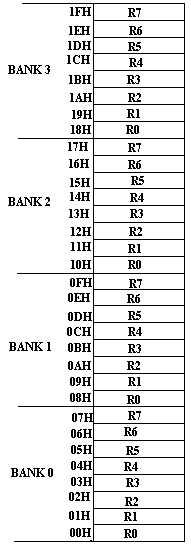 1FH R7
1EH R6
1DH R5
1CH R4
BANK 3
1BH R3
1AH R2
19H R1
18H R0
17H R7
16H R6
15H R5
14H R4
BANK 2
13H R3
12H R2
11H R1
10H R0
0FH R7
0EH R6
0DH R5
0CH R4
BANK 1
0BH R3
0AH R2
09H R1
08H R0
07H R7
06H R6
05H R5
04H R4
BANK 0
03H R3
02H R2
01H R1
00H R0